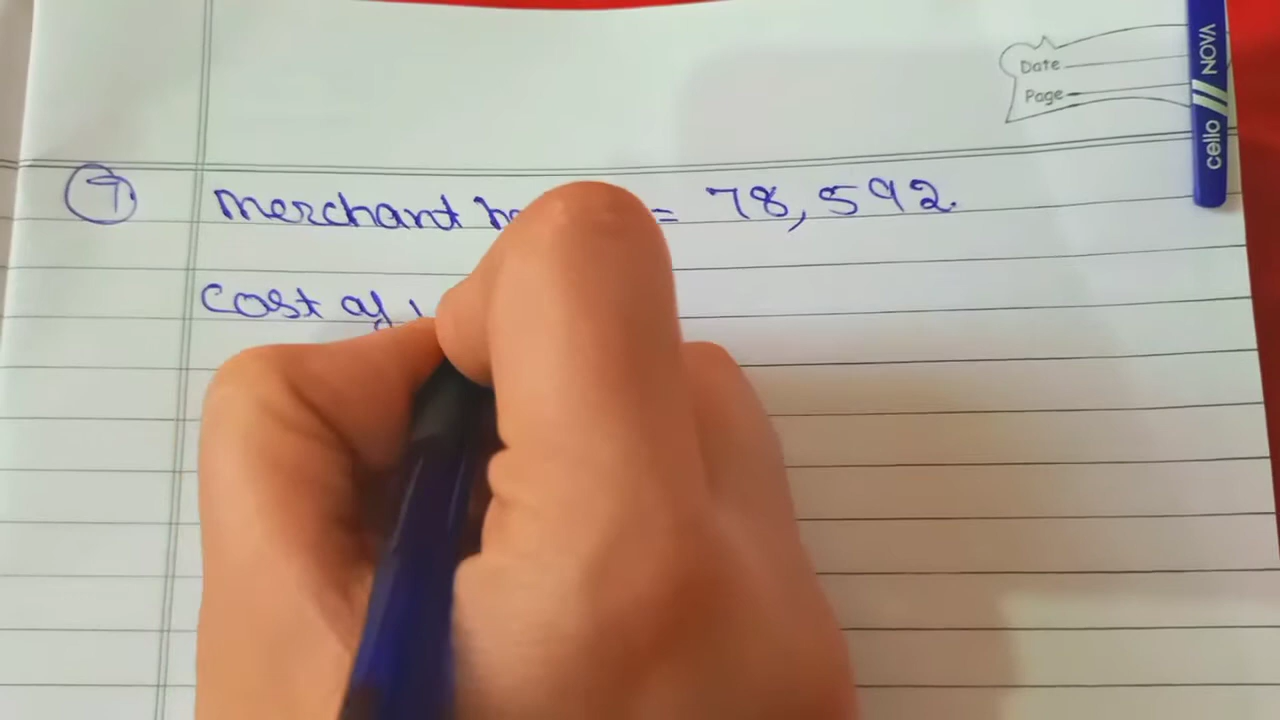 Date
Page
cello NOVA
7. Merchant = 78,592.
Cost of